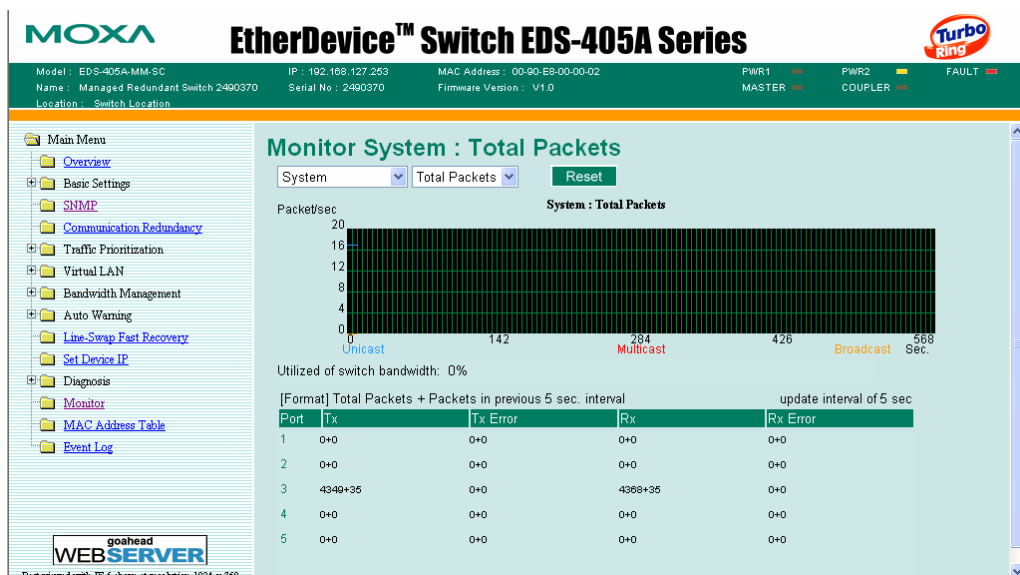 MOXA
EtherDevice™ Switch EDS-405A Series
Turbo Ring
Model : EDS-405A-MM-SC
IP : 192.168.127.253
MAC Address : 00-90-E8-00-00-02
PWR1
PWR2
FAULT
Name : Managed Redundant Switch 2490370
Serial No : 2490370
Firmware Version : V1.0
MASTER
COUPLER
Location : Switch Location
Main Menu
Overview
Basic Settings
SNMP
Communication Redundancy
Traffic Prioritization
Virtual LAN
Bandwidth Management
Auto Warning
Line-Swap Fast Recovery
Set Device IP
Diagnosis
Monitor
MAC Address Table
Event Log
goahead
WEBSERVER
Monitor System : Total Packets
System
Total Packets
Reset
Packet/sec
System : Total Packets
20
16
12
8
4
0
0 142 284 426 568
Unicast Multicast Broadcast Sec.
Utilized of switch bandwidth: 0%
[Format] Total Packets + Packets in previous 5 sec. interval
update interval of 5 sec
Port Tx Tx Error Rx Rx Error
1 0+0 0+0 0+0 0+0
2 0+0 0+0 0+0 0+0
3 4349+35 0+0 4368+35 0+0
4 0+0 0+0 0+0 0+0
5 0+0 0+0 0+0 0+0